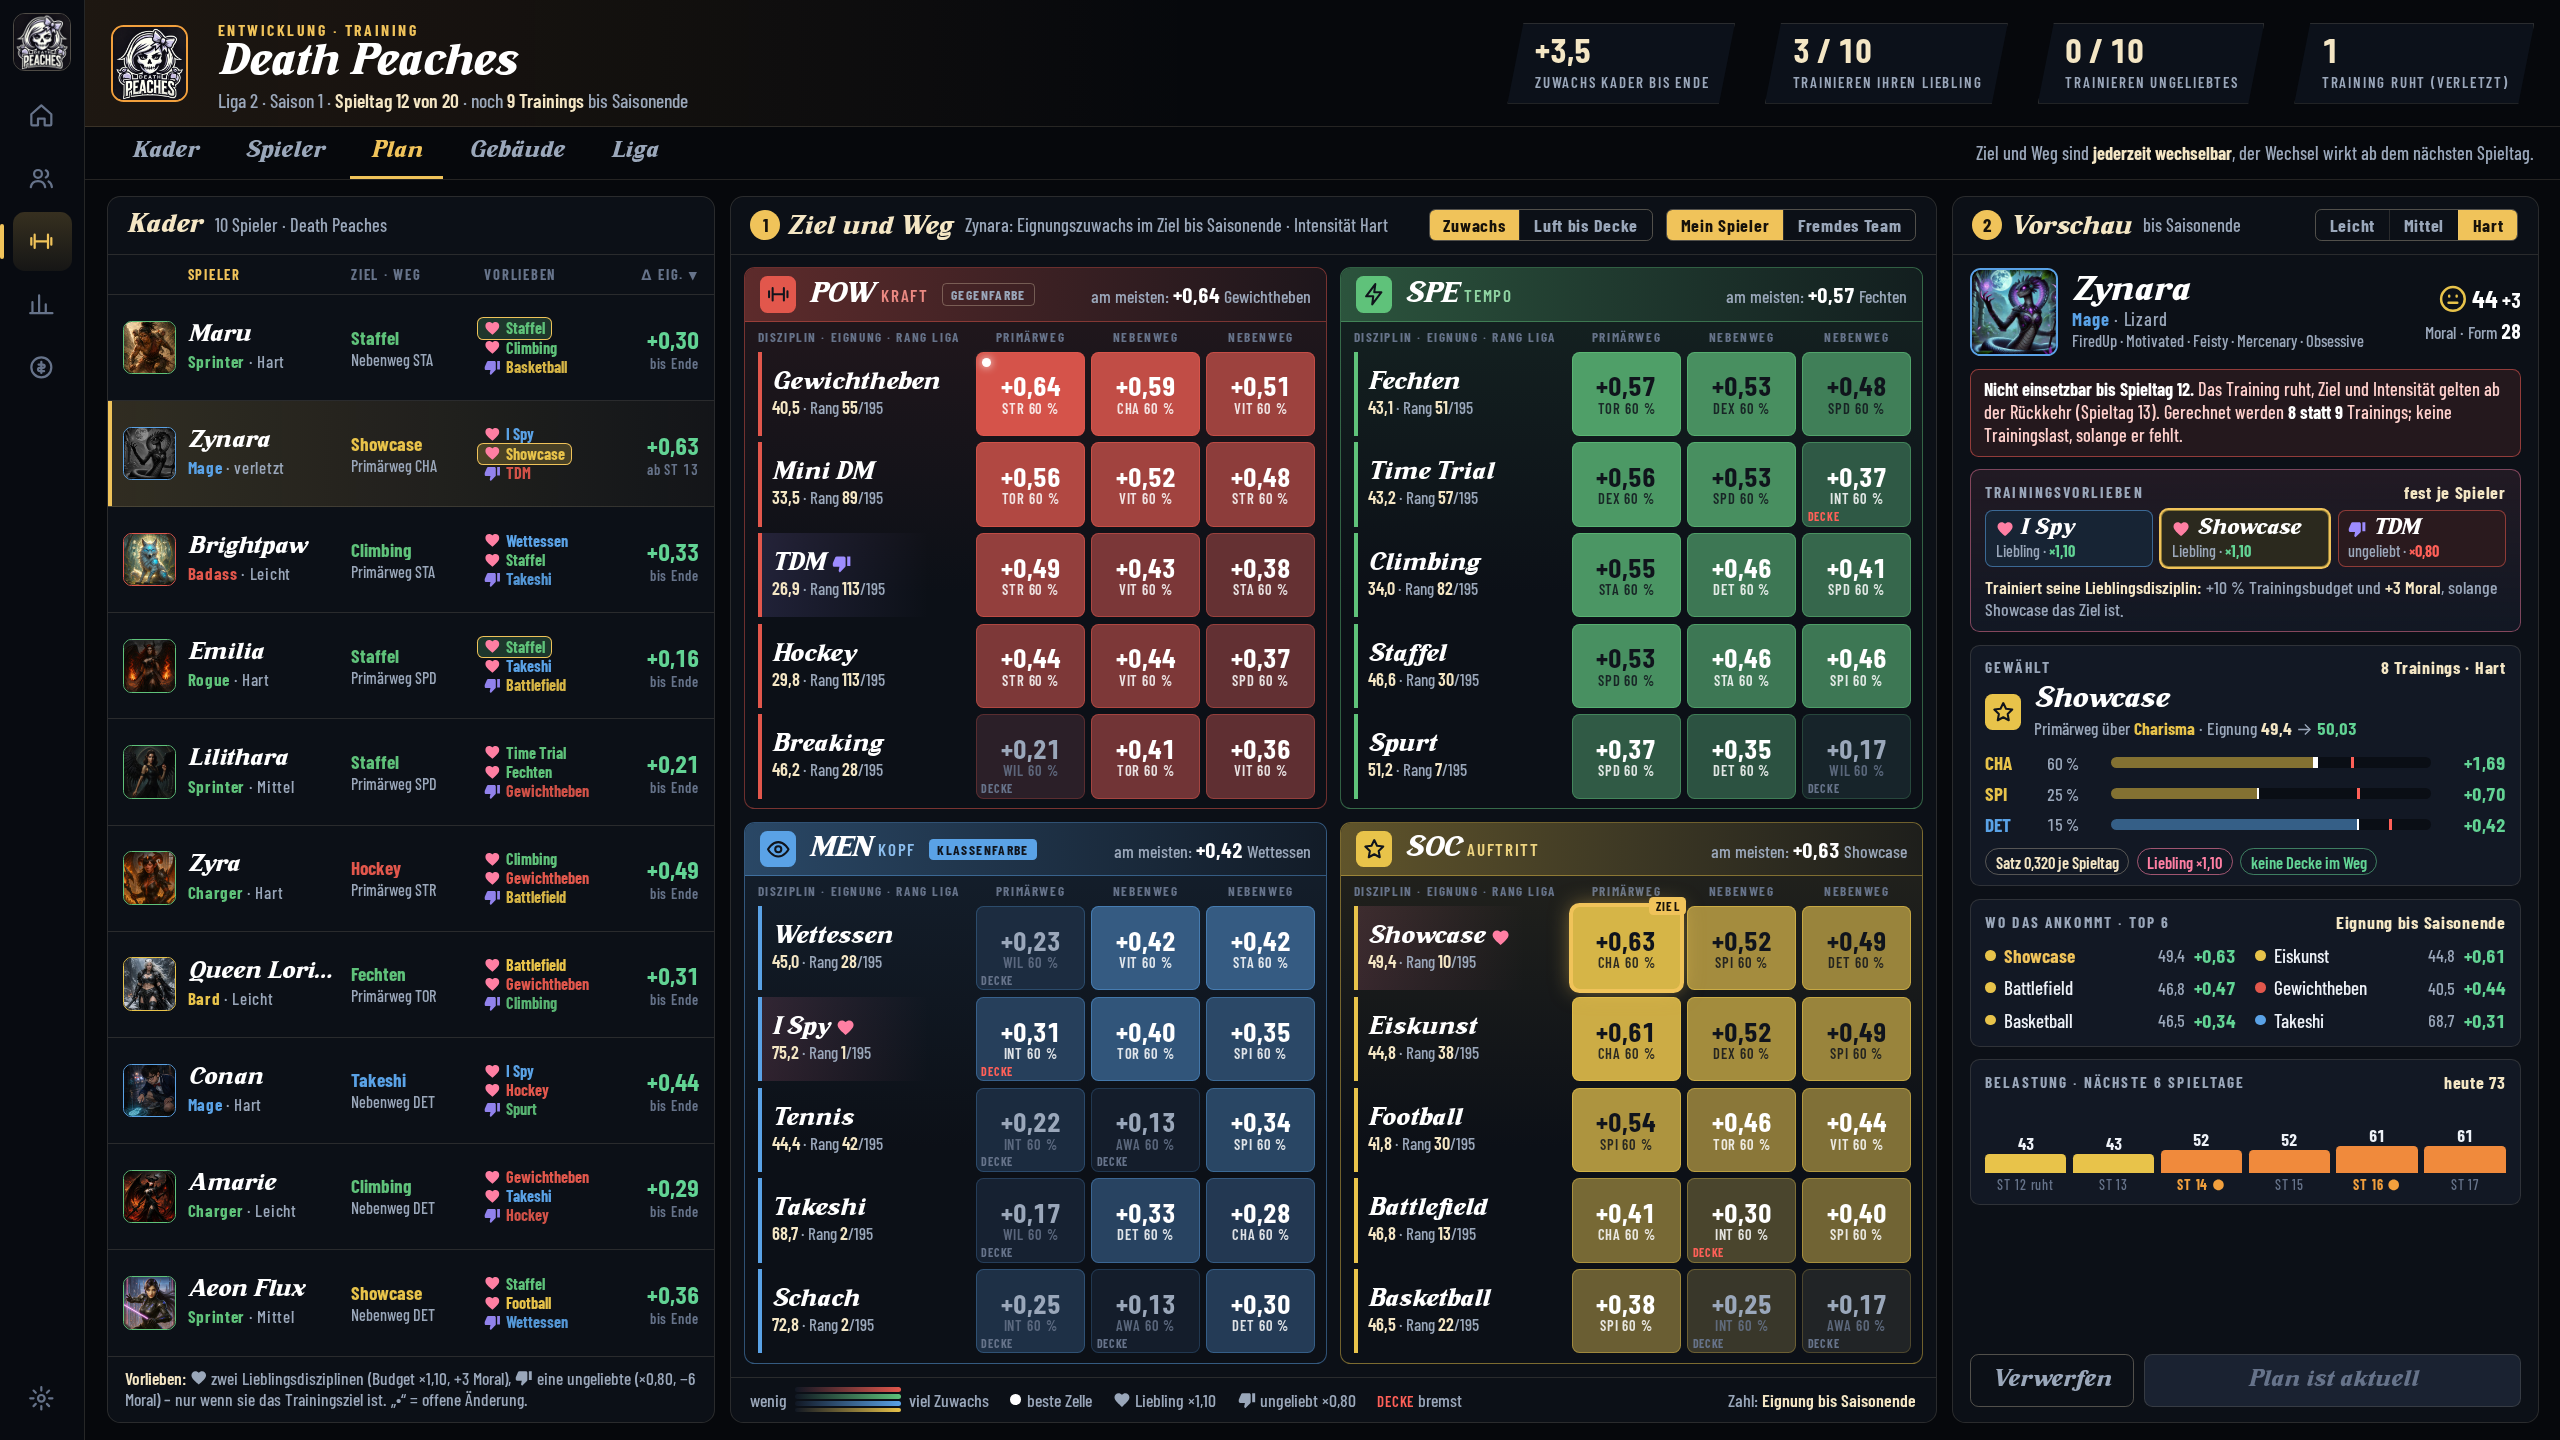 ENTWICKLUNG · TRAINING
Death Peaches
Liga 2 · Saison 1 · Spieltag 12 von 20 · noch 9 Trainings bis Saisonende
+3,5
ZUWACHS KADER BIS ENDE
3 / 10
TRAINIEREN IHREN LIEBLING
0 / 10
TRAINIEREN UNGELIEBTES
1
TRAINING RUHT (VERLETZT)
Kader Spieler Plan Gebäude Liga
Ziel und Weg sind jederzeit wechselbar, der Wechsel wirkt ab dem nächsten Spieltag.
Kader 10 Spieler · Death Peaches
SPIELER ZIEL · WEG VORLIEBEN Δ EIG. ▼
Maru
Sprinter · Hart
Staffel
Nebenweg STA
Staffel
Climbing
Basketball
+0,30
bis Ende
Zynara
Mage · verletzt
Showcase
Primärweg CHA
I Spy
Showcase
TDM
+0,63
ab ST 13
Brightpaw
Badass · Leicht
Climbing
Primärweg STA
Wettessen
Staffel
Takeshi
+0,33
bis Ende
Emilia
Rogue · Hart
Staffel
Primärweg SPD
Staffel
Takeshi
Battlefield
+0,16
bis Ende
Lilithara
Sprinter · Mittel
Staffel
Primärweg SPD
Time Trial
Fechten
Gewichtheben
+0,21
bis Ende
Zyra
Charger · Hart
Hockey
Primärweg STR
Climbing
Gewichtheben
Battlefield
+0,49
bis Ende
Queen Lori...
Bard · Leicht
Fechten
Primärweg TOR
Battlefield
Gewichtheben
Climbing
+0,31
bis Ende
Conan
Mage · Hart
Takeshi
Nebenweg DET
I Spy
Hockey
Spurt
+0,44
bis Ende
Amarie
Charger · Leicht
Climbing
Nebenweg DET
Gewichtheben
Takeshi
Hockey
+0,29
bis Ende
Aeon Flux
Sprinter · Mittel
Showcase
Nebenweg DET
Staffel
Football
Wettessen
+0,36
bis Ende
Vorlieben: ♥ zwei Lieblingsdisziplinen (Budget ×1,10, +3 Moral), eine ungeliebte (×0,80, −6
Moral) – nur wenn sie das Trainingsziel ist. „•“ = offene Änderung.
1 Ziel und Weg Zynara: Eignungszuwachs im Ziel bis Saisonende · Intensität Hart
Zuwachs Luft bis Decke Mein Spieler Fremdes Team
POW KRAFT GEGENFARBE am meisten: +0,64 Gewichtheben
DISZIPLIN · EIGNUNG · RANG LIGA PRIMÄRWEG NEBENWEG NEBENWEG
Gewichtheben +0,64 +0,59 +0,51
40,5 · Rang 55/195 STR 60 % CHA 60 % VIT 60 %
Mini DM +0,56 +0,52 +0,48
33,5 · Rang 89/195 TOR 60 % VIT 60 % STR 60 %
TDM +0,49 +0,43 +0,38
26,9 · Rang 113/195 STR 60 % VIT 60 % STA 60 %
Hockey +0,44 +0,44 +0,37
29,8 · Rang 113/195 STR 60 % VIT 60 % SPD 60 %
Breaking +0,21 +0,41 +0,36
46,2 · Rang 28/195 WIL 60 % TOR 60 % VIT 60 %
DECKE
SPE TEMPO am meisten: +0,57 Fechten
DISZIPLIN · EIGNUNG · RANG LIGA PRIMÄRWEG NEBENWEG NEBENWEG
Fechten +0,57 +0,53 +0,48
43,1 · Rang 51/195 TOR 60 % DEX 60 % SPD 60 %
Time Trial +0,56 +0,53 +0,37
43,2 · Rang 57/195 DEX 60 % SPD 60 % INT 60 %
DECKE
Climbing +0,55 +0,46 +0,41
34,0 · Rang 82/195 STA 60 % DET 60 % SPD 60 %
Staffel +0,53 +0,46 +0,46
46,6 · Rang 30/195 SPD 60 % STA 60 % SPI 60 %
Spurt +0,37 +0,35 +0,17
51,2 · Rang 7/195 SPD 60 % DET 60 % WIL 60 %
DECKE
MEN KOPF KLASSENFARBE am meisten: +0,42 Wettessen
DISZIPLIN · EIGNUNG · RANG LIGA PRIMÄRWEG NEBENWEG NEBENWEG
Wettessen +0,23 +0,42 +0,42
45,0 · Rang 28/195 WIL 60 % VIT 60 % STA 60 %
DECKE
I Spy ♥ +0,31 +0,40 +0,35
75,2 · Rang 1/195 INT 60 % TOR 60 % SPI 60 %
DECKE
Tennis +0,22 +0,13 +0,34
44,4 · Rang 42/195 INT 60 % AWA 60 % SPI 60 %
DECKE DECKE
Takeshi +0,17 +0,33 +0,28
68,7 · Rang 2/195 WIL 60 % DET 60 % CHA 60 %
DECKE
Schach +0,25 +0,13 +0,30
72,8 · Rang 2/195 INT 60 % AWA 60 % DET 60 %
DECKE DECKE
SOC AUFTRITT am meisten: +0,63 Showcase
DISZIPLIN · EIGNUNG · RANG LIGA PRIMÄRWEG NEBENWEG NEBENWEG
ZIEL
Showcase ♥ +0,63 +0,52 +0,49
49,4 · Rang 10/195 CHA 60 % SPI 60 % DET 60 %
Eiskunst +0,61 +0,52 +0,49
44,8 · Rang 38/195 CHA 60 % DEX 60 % SPI 60 %
Football +0,54 +0,46 +0,44
41,8 · Rang 30/195 SPI 60 % TOR 60 % VIT 60 %
Battlefield +0,41 +0,30 +0,40
46,8 · Rang 13/195 CHA 60 % INT 60 % SPI 60 %
DECKE
Basketball +0,38 +0,25 +0,17
46,5 · Rang 22/195 SPI 60 % INT 60 % AWA 60 %
DECKE DECKE
wenig viel Zuwachs beste Zelle ♥ Liebling ×1,10 ungeliebt ×0,80 DECKE bremst Zahl: Eignung bis Saisonende
2 Vorschau bis Saisonende Leicht Mittel Hart
Zynara
Mage · Lizard
FiredUp · Motivated · Feisty · Mercenary · Obsessive
44 +3
Moral · Form 28
Nicht einsetzbar bis Spieltag 12. Das Training ruht, Ziel und Intensität gelten ab
der Rückkehr (Spieltag 13). Gerechnet werden 8 statt 9 Trainings; keine
Trainingslast, solange er fehlt.
TRAININGSVORLIEBEN fest je Spieler
♥ I Spy ♥ Showcase TDM
Liebling · ×1,10 Liebling · ×1,10 ungeliebt · ×0,80
Trainiert seine Lieblingsdisziplin: +10 % Trainingsbudget und +3 Moral, solange
Showcase das Ziel ist.
GEWÄHLT 8 Trainings · Hart
Showcase
Primärweg über Charisma · Eignung 49,4 → 50,03
CHA 60 % +1,69
SPI 25 % +0,70
DET 15 % +0,42
Satz 0,320 je Spieltag Liebling ×1,10 keine Decke im Weg
WO DAS ANKOMMT · TOP 6 Eignung bis Saisonende
Showcase 49,4 +0,63 Eiskunst 44,8 +0,61
Battlefield 46,8 +0,47 Gewichtheben 40,5 +0,44
Basketball 46,5 +0,34 Takeshi 68,7 +0,31
BELASTUNG · NÄCHSTE 6 SPIELTAGE heute 73
43 43 52 52 61 61
ST 12 ruht ST 13 ST 14 ST 15 ST 16 ST 17
Verwerfen Plan ist aktuell